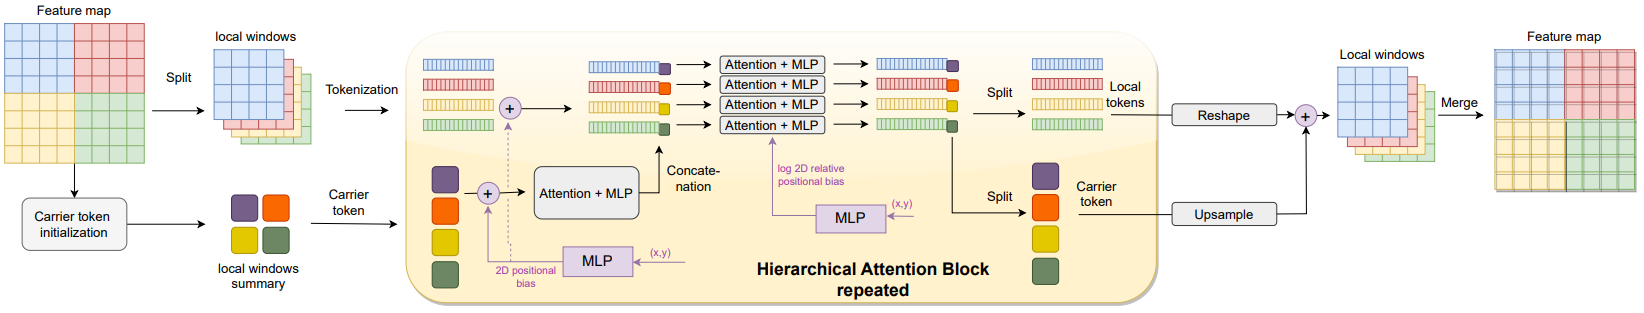 Feature map
Split
Carrier token
initialization
local windows
Tokenization
local windows
summary
Carrier
token
+
+
Attention + MLP
2D positional
bias
MLP
(x,y)
Concate-
nation
Attention + MLP
Attention + MLP
Attention + MLP
Attention + MLP
log 2D relative
positional bias
MLP
(x,y)
Hierarchical Attention Block
repeated
Split
Split
Local
tokens
Carrier
token
Reshape
Upsample
+
Local windows
Merge
Feature map